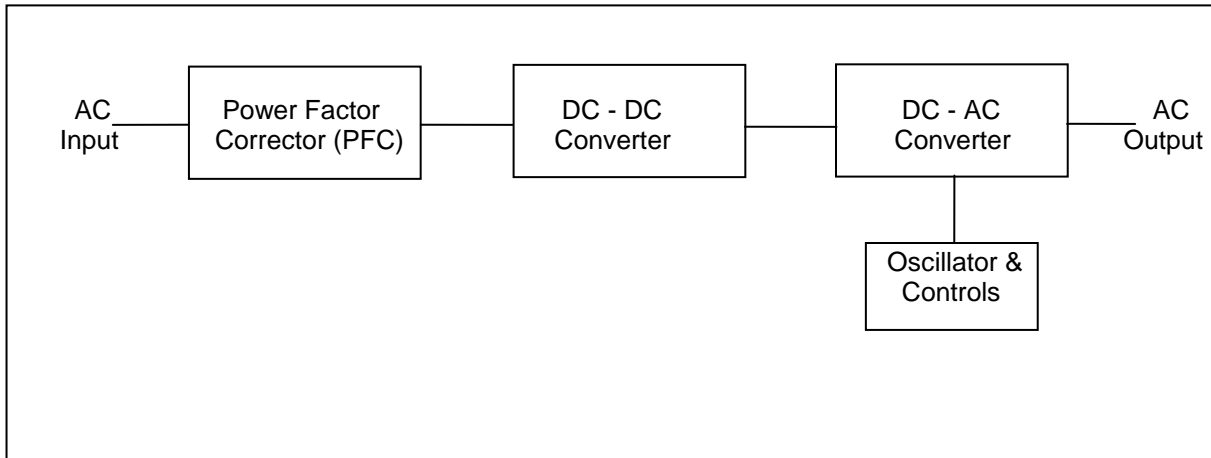 AC
Input
Power Factor
Corrector (PFC)
DC - DC
Converter
DC - AC
Converter
AC
Output
Oscillator &
Controls